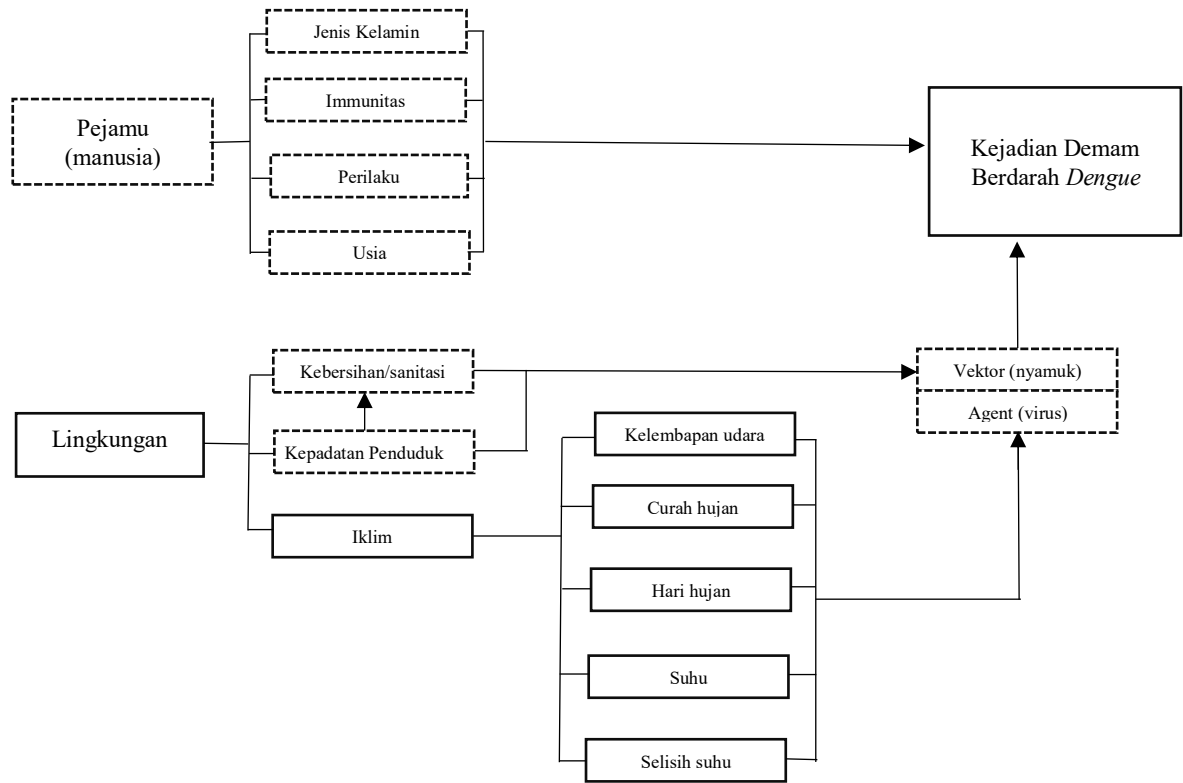 Jenis Kelamin
Immunitas
Pejamu
(manusia)
Perilaku
Usia
Kejadian Demam
Berdarah Dengue
Kebersihan/sanitasi
Vektor (nyamuk)
Agent (virus)
Lingkungan
Kepadatan Penduduk
Iklim
Kelembapan udara
Curah hujan
Hari hujan
Suhu
Selisih suhu